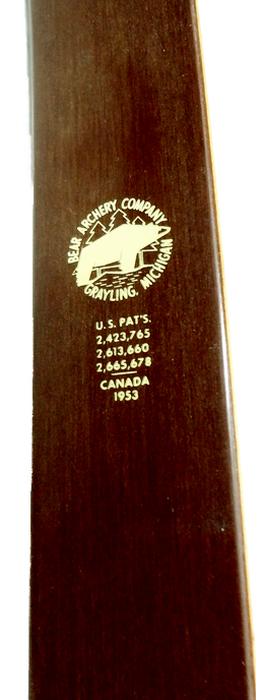 BEAR ARCHERY COMPANY
GRAYLING, MICHIGAN
U.S. PAT'S.
2,423,765
2,613,660
2,665,678
CANADA
1953